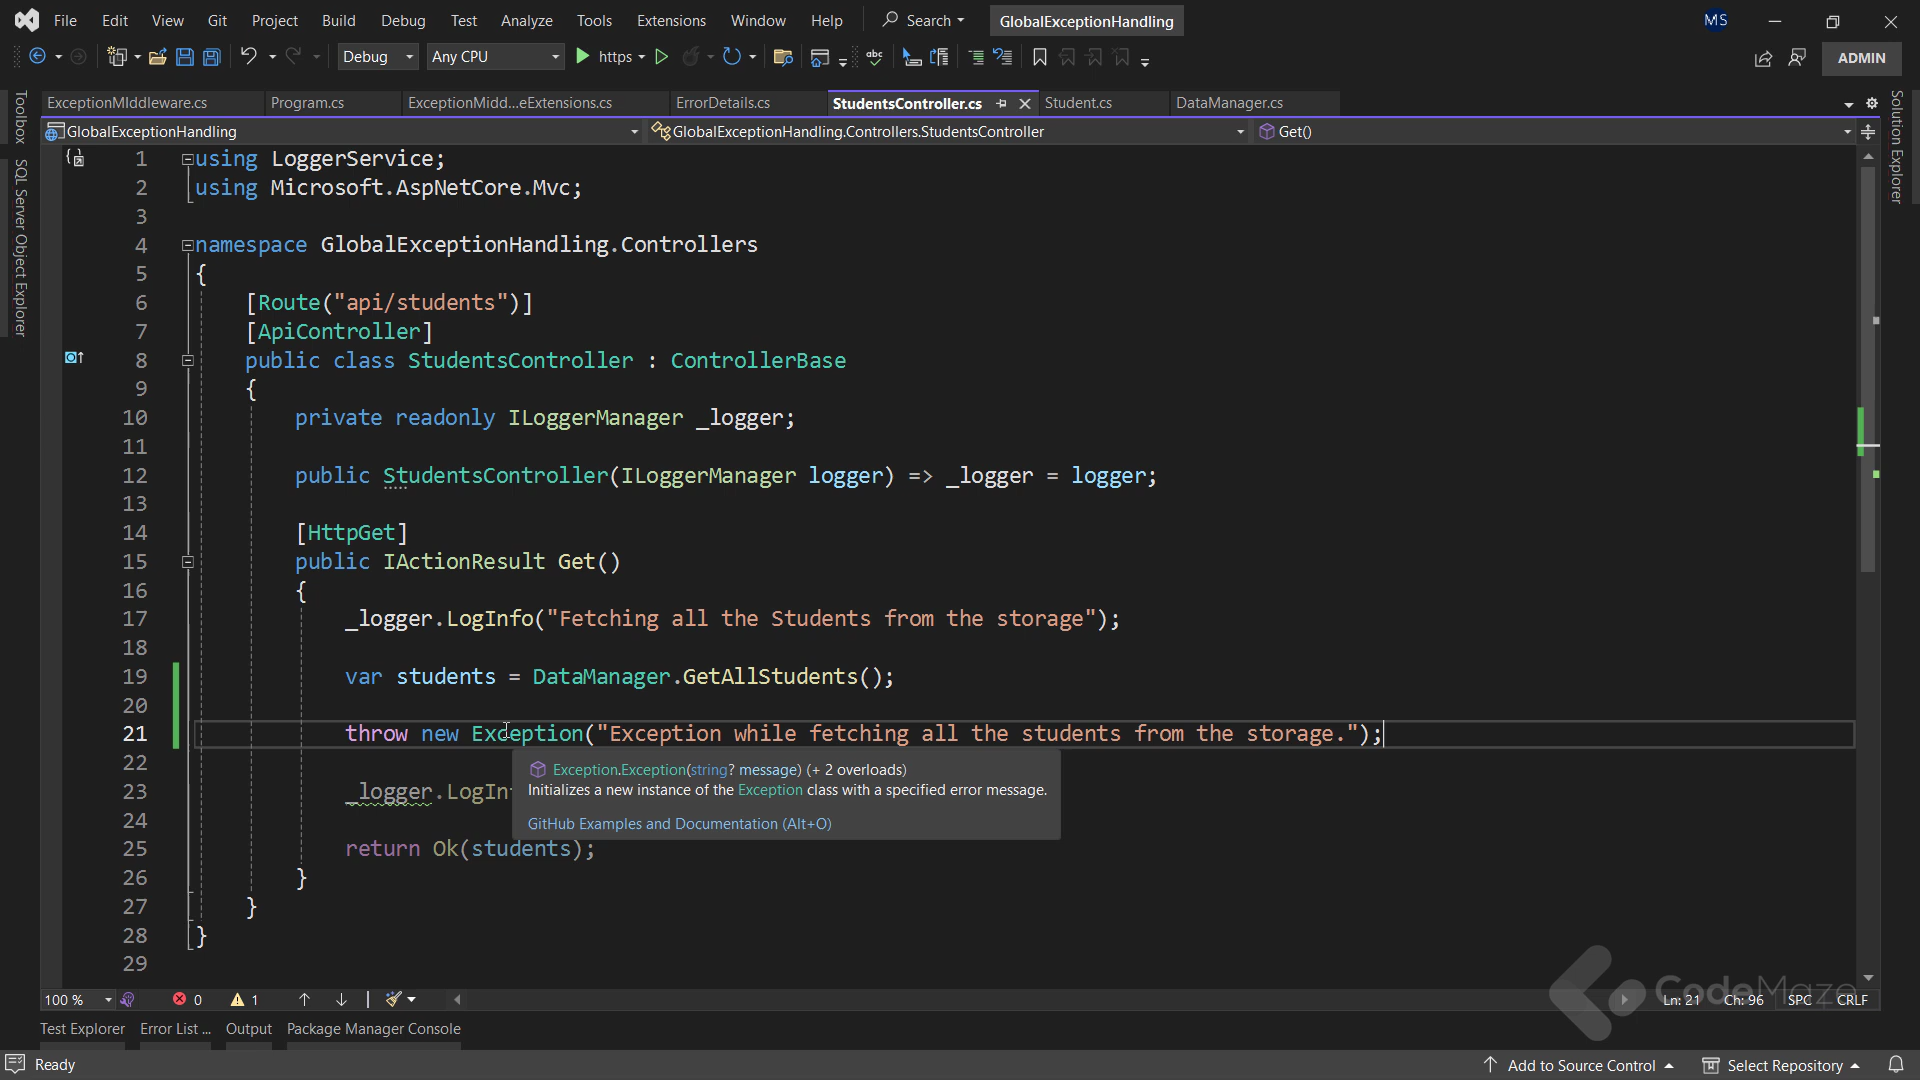 File Edit View Git Project Build Debug Test Analyze Tools Extensions Window Help Search GlobalExceptionHandling MS
Debug Any CPU https abc ADMIN
ExceptionMIddleware.cs Program.cs ExceptionMidd...eExtensions.cs ErrorDetails.cs StudentsController.cs Student.cs DataManager.cs
GlobalExceptionHandling GlobalExceptionHandling.Controllers.StudentsController Get()
Toolbox
SQL Server Object Explorer
Solution Explorer
1 using LoggerService;
2 using Microsoft.AspNetCore.Mvc;
3
4 namespace GlobalExceptionHandling.Controllers
5 {
6 [Route("api/students")]
7 [ApiController]
8 public class StudentsController : ControllerBase
9 {
10 private readonly ILoggerManager _logger;
11
12 public StudentsController(ILoggerManager logger) => _logger = logger;
13
14 [HttpGet]
15 public IActionResult Get()
16 {
17 _logger.LogInfo("Fetching all the Students from the storage");
18
19 var students = DataManager.GetAllStudents();
20
21 throw new Exception("Exception while fetching all the students from the storage.");
22
Exception.Exception(string? message) (+ 2 overloads)
Initializes a new instance of the Exception class with a specified error message.
GitHub Examples and Documentation (Alt+O)
23 _logger.LogIn
24
25 return Ok(students);
26 }
27 }
28 }
29
100 % 0 1 Ln: 21 Ch: 96 SPC CRLF
CodeMaze
Test Explorer Error List ... Output Package Manager Console
Ready Add to Source Control Select Repository